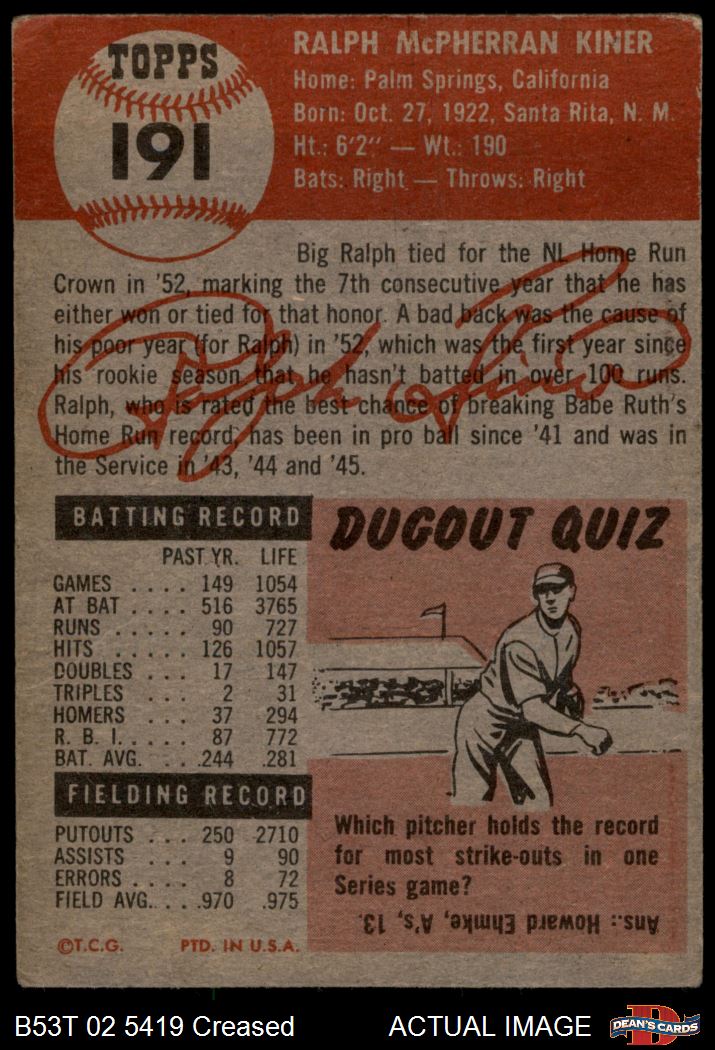 TOPPS
191
RALPH McPHERRAN KINER
Home: Palm Springs, California
Born: Oct. 27, 1922, Santa Rita, N. M.
Ht.: 6'2" — Wt.: 190
Bats: Right — Throws: Right
Big Ralph tied for the NL Home Run
Crown in '52, marking the 7th consecutive year that he has
either won or tied for that honor. A bad back was the cause of
his poor year (for Ralph) in '52, which was the first year since
his rookie season that he hasn't batted in over 100 runs.
Ralph, who is rated the best chance of breaking Babe Ruth's
Home Run record, has been in pro ball since '41 and was in
the Service in '43, '44 and '45.
Ralph Kiner
BATTING RECORD
PAST YR. LIFE
GAMES . . . . 149 1054
AT BAT . . . . 516 3765
RUNS . . . . . 90 727
HITS . . . . . 126 1057
DOUBLES . . . 17 147
TRIPLES . . . 2 31
HOMERS . . . 37 294
R. B. I. . . . . 87 772
BAT. AVG. . . .244 .281
FIELDING RECORD
PUTOUTS . . . 250 2710
ASSISTS . . . 9 90
ERRORS . . . . 8 72
FIELD AVG. . . .970 .975
©T.C.G. PTD. IN U.S.A.
DUGOUT QUIZ
Which pitcher holds the record
for most strike-outs in one
Series game?
Ans.: Howard Ehmke, A's, 13.
B53T 02 5419 Creased ACTUAL IMAGE
DEAN'S CARDS